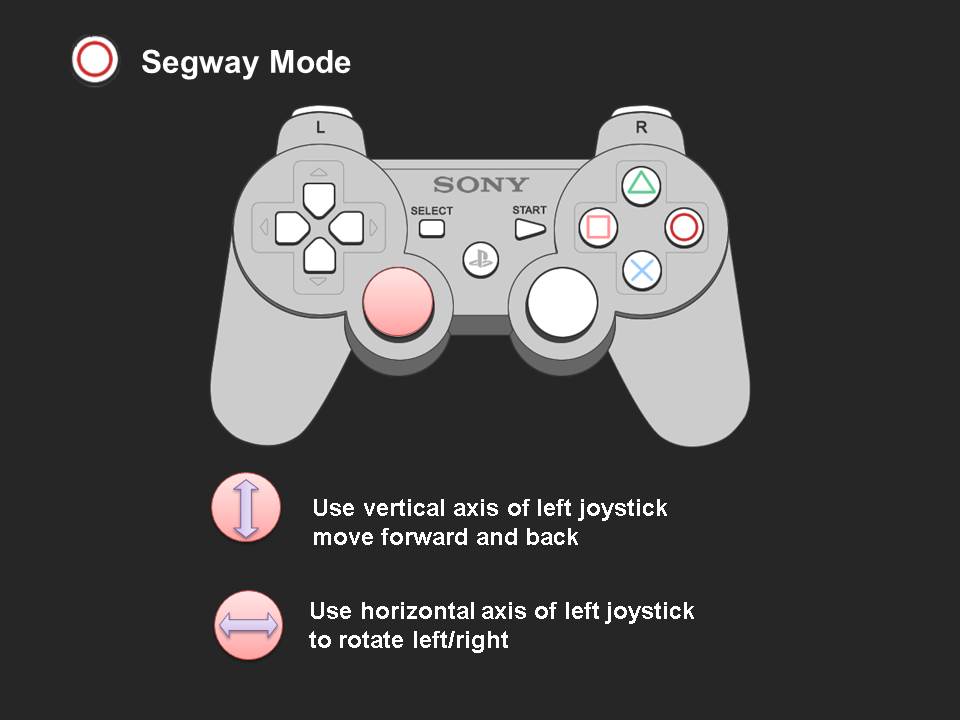 Segway Mode
L
R
SONY
SELECT
START
Use vertical axis of left joystick
move forward and back
Use horizontal axis of left joystick
to rotate left/right